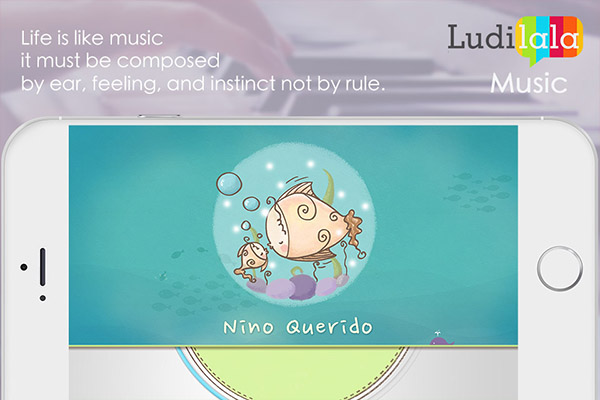 Life is like music
it must be composed
by ear, feeling, and instinct not by rule.
Ludilala
Music
Nino Querido